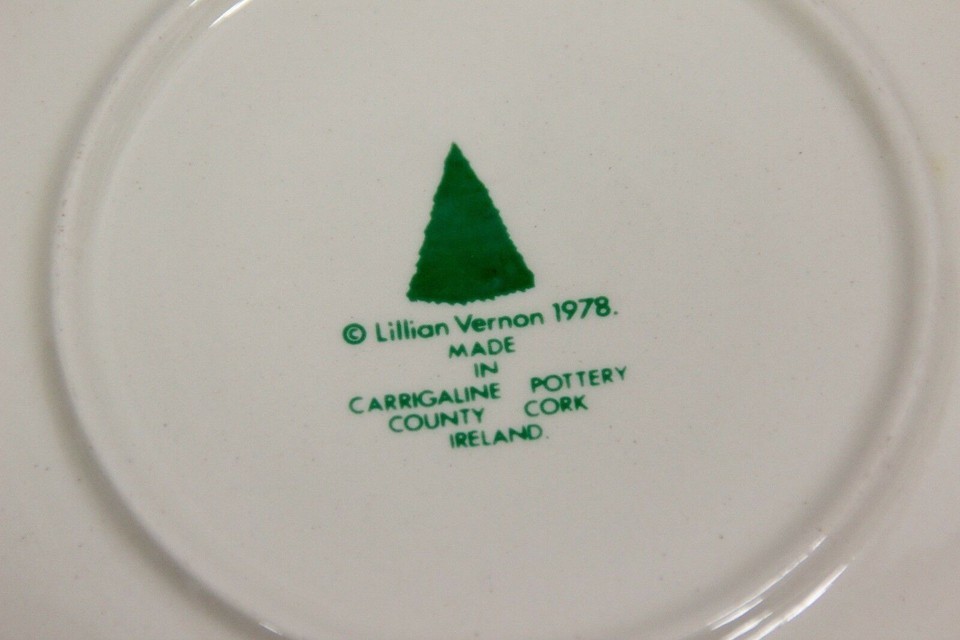 © Lillian Vernon 1978.
MADE
IN
CARRIGALINE POTTERY
COUNTY CORK
IRELAND.